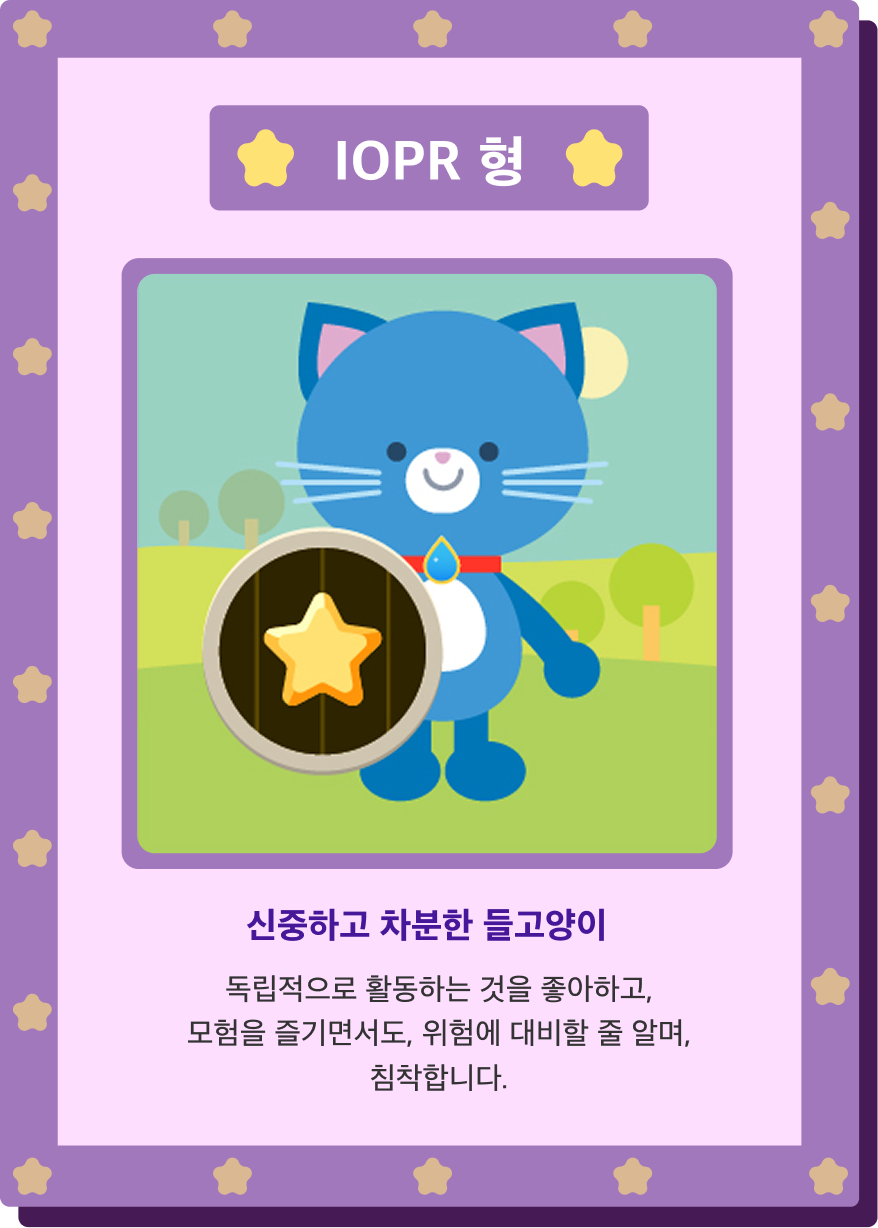 IOPR 형
신중하고 차분한 들고양이
독립적으로 활동하는 것을 좋아하고,
모험을 즐기면서도, 위험에 대비할 줄 알며,
침착합니다.